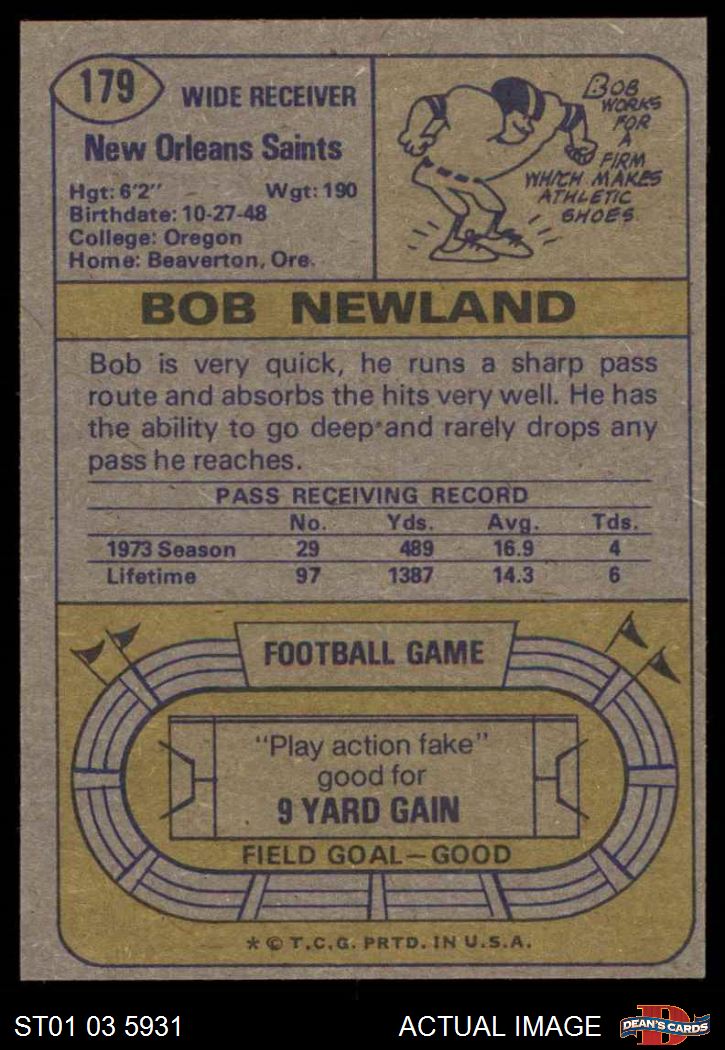 179
WIDE RECEIVER
New Orleans Saints
Hgt: 6'2" Wgt: 190
Birthdate: 10-27-48
College: Oregon
Home: Beaverton, Ore.
BOB
WORKS
FOR
A
FIRM
WHICH MAKES
ATHLETIC
SHOES
BOB NEWLAND
Bob is very quick, he runs a sharp pass
route and absorbs the hits very well. He has
the ability to go deep and rarely drops any
pass he reaches.
PASS RECEIVING RECORD
No. Yds. Avg. Tds.
1973 Season 29 489 16.9 4
Lifetime 97 1387 14.3 6
FOOTBALL GAME
"Play action fake"
good for
9 YARD GAIN
FIELD GOAL—GOOD
* © T.C.G. PRTD. IN U.S.A.
ST01 03 5931 ACTUAL IMAGE
D
DEAN'S CARDS